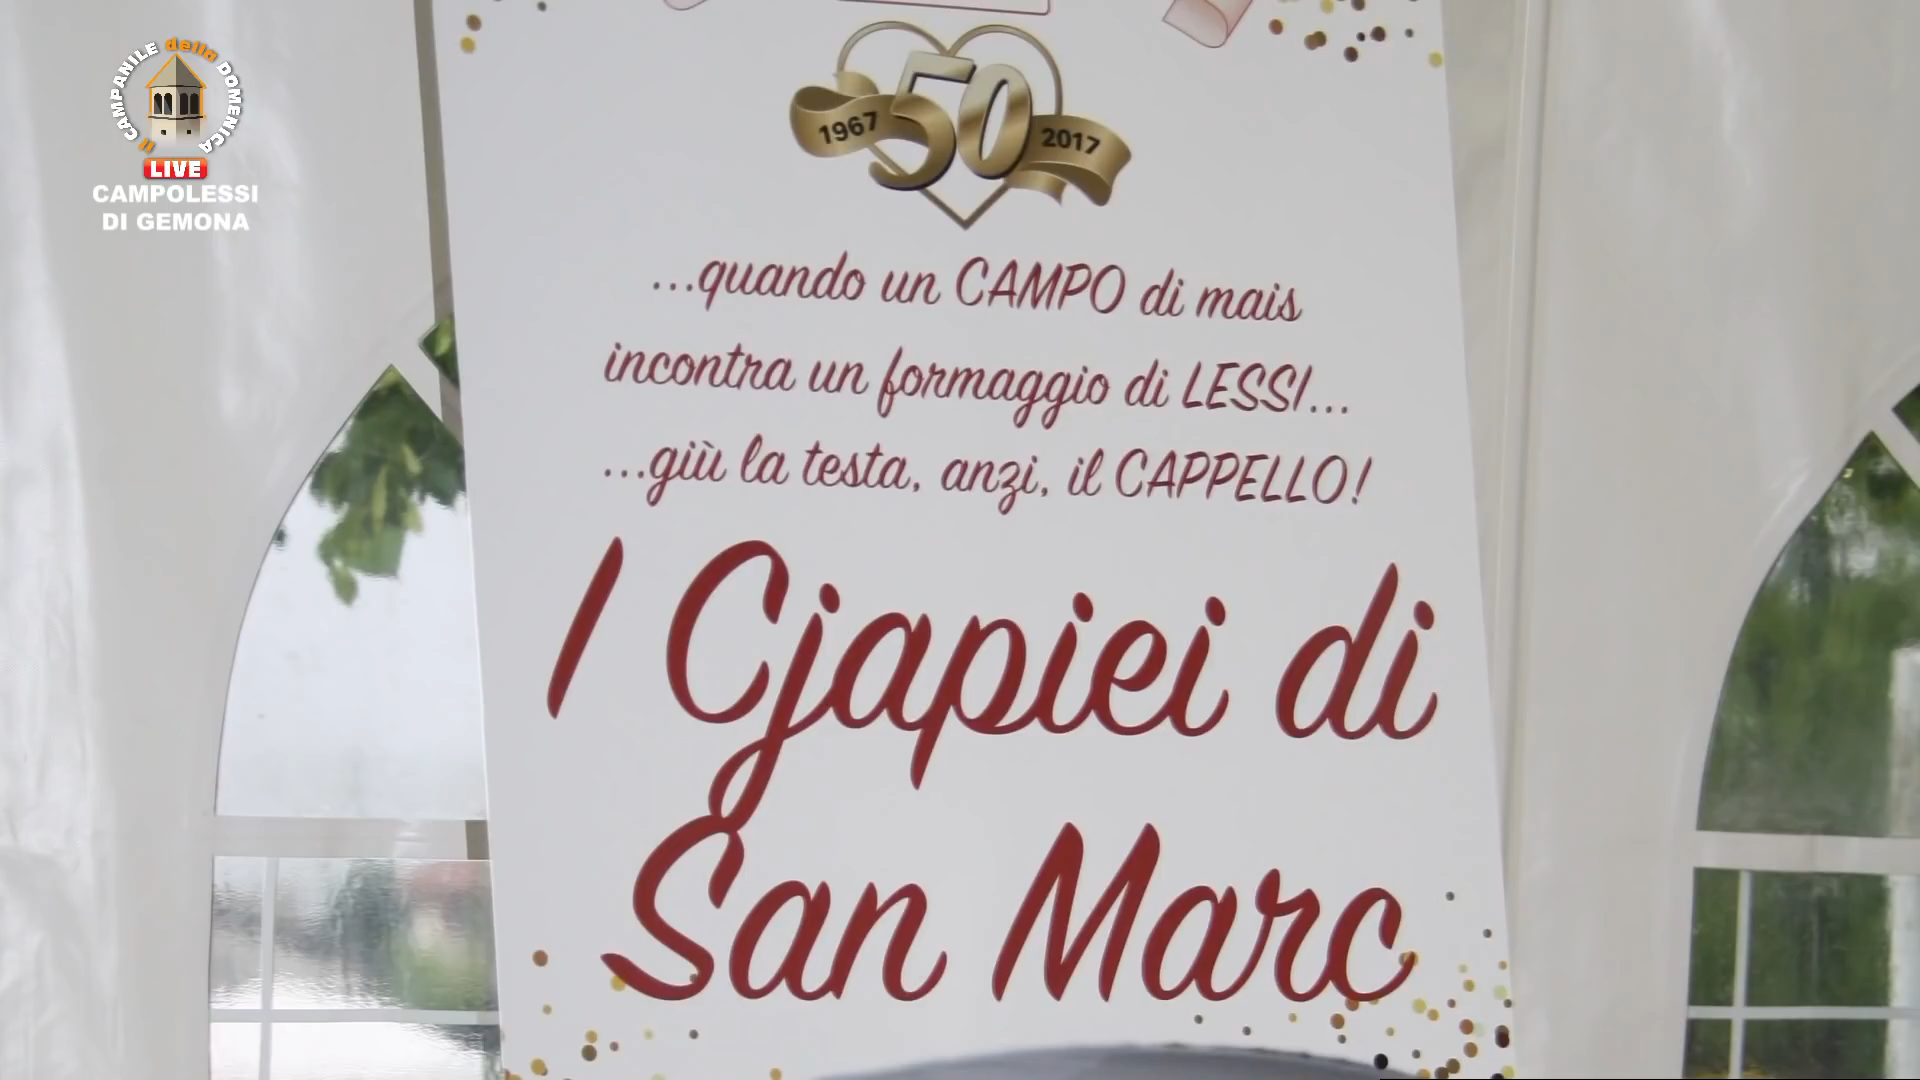 IL CAMPANILE della DOMENICA
LIVE
CAMPOLESSI
DI GEMONA
1967 50 2017
...quando un CAMPO di mais
incontra un formaggio di LESSI...
...giù la testa, anzi, il CAPPELLO!
I Cjapiei di
San Marc